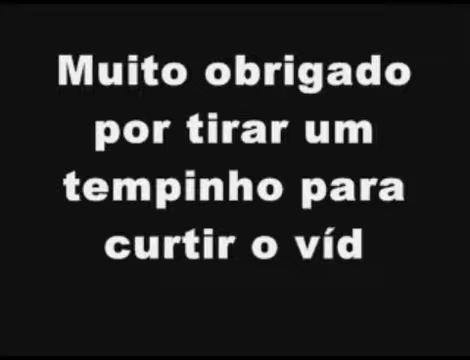 Muito obrigado
por tirar um
tempinho para
curtir o víd